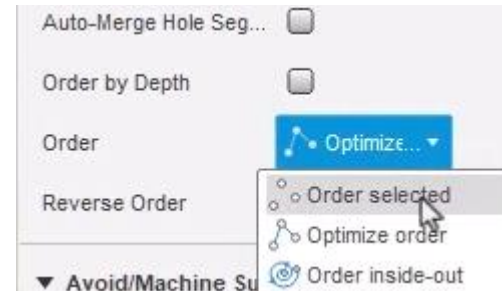 Auto-Merge Hole Seg...
Order by Depth
Order
Optimize...
Reverse Order
Order selected
Optimize order
Order inside-out
Avoid/Machine Su